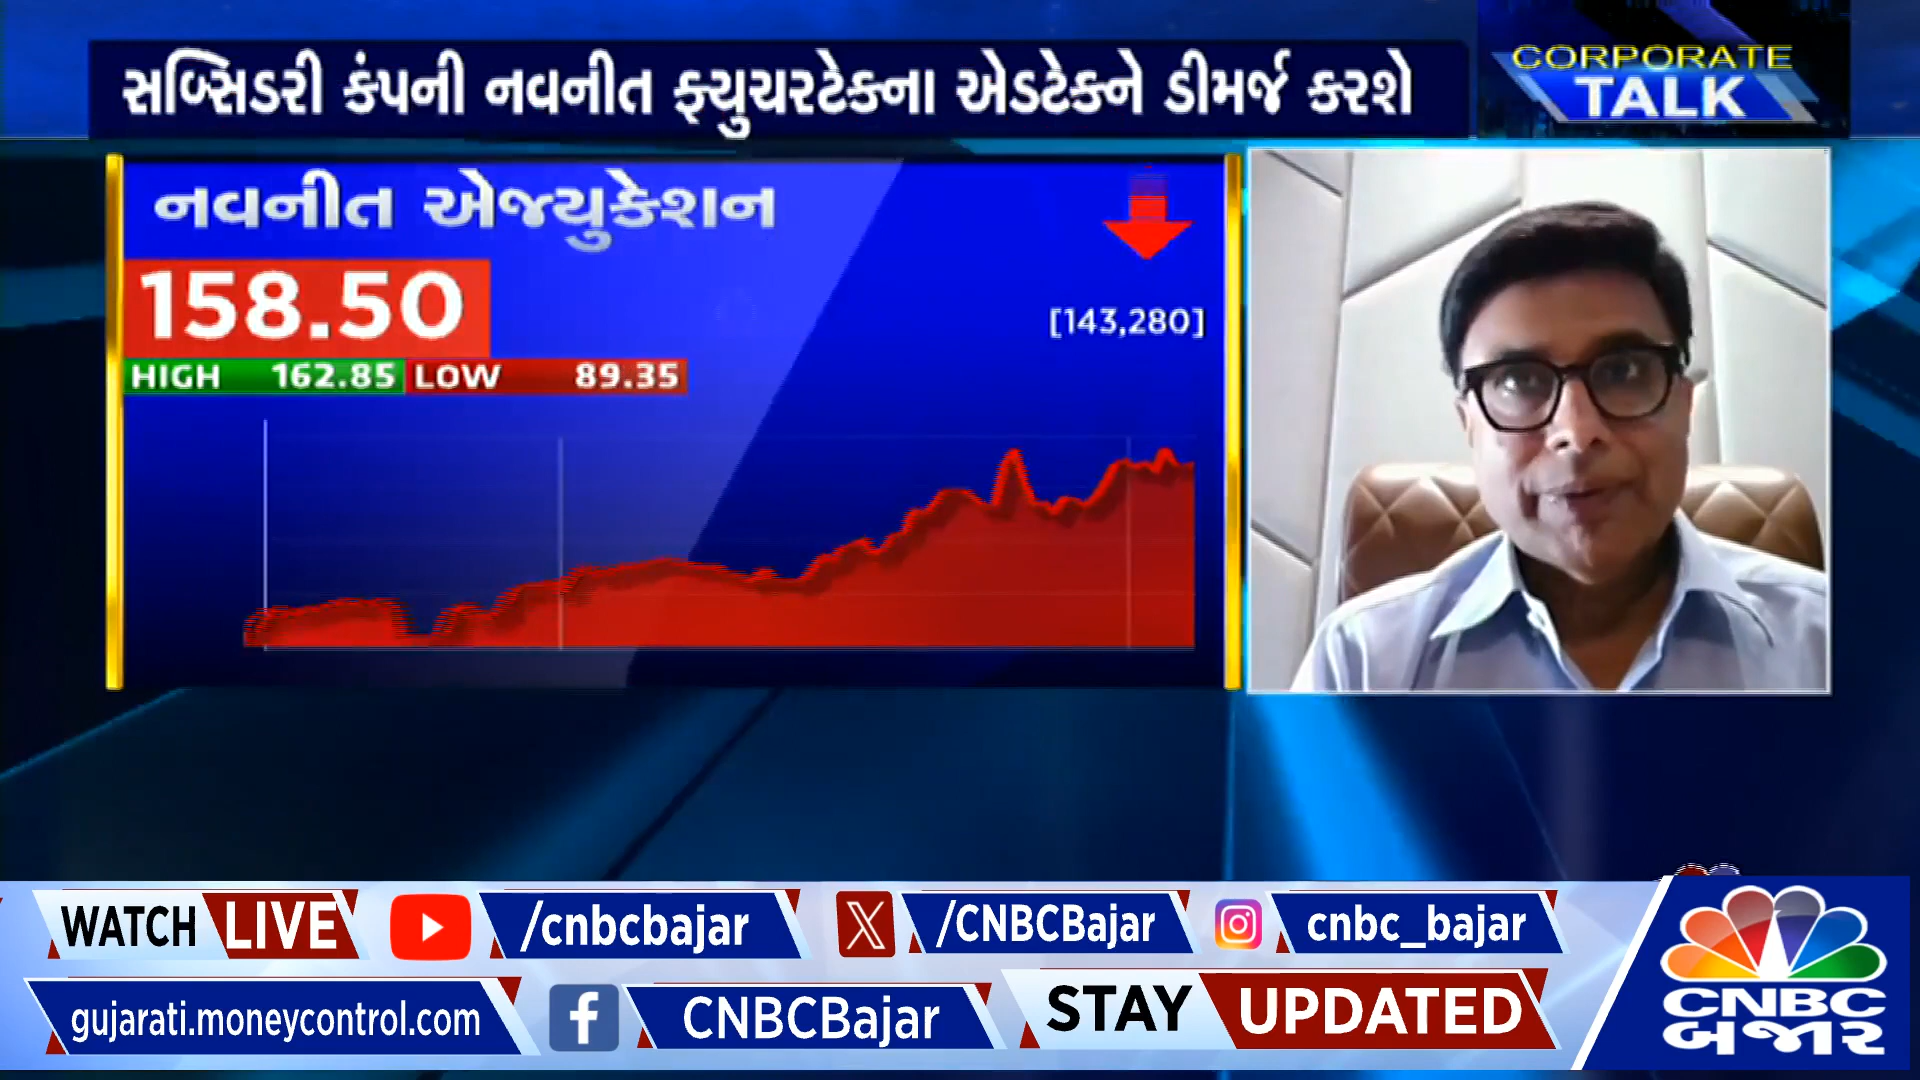 સબ્સિડરી કંપની નવનીત ફ્યુચરટેકના એડટેકને ડીમર્જ કરશે
CORPORATE
TALK
નવનીત એજ્યુકેશન
158.50
[143,280]
HIGH 162.85 LOW 89.35
WATCH LIVE /cnbcbajar /CNBCBajar cnbc_bajar
gujarati.moneycontrol.com CNBCBajar STAY UPDATED
CNBC
બજાર